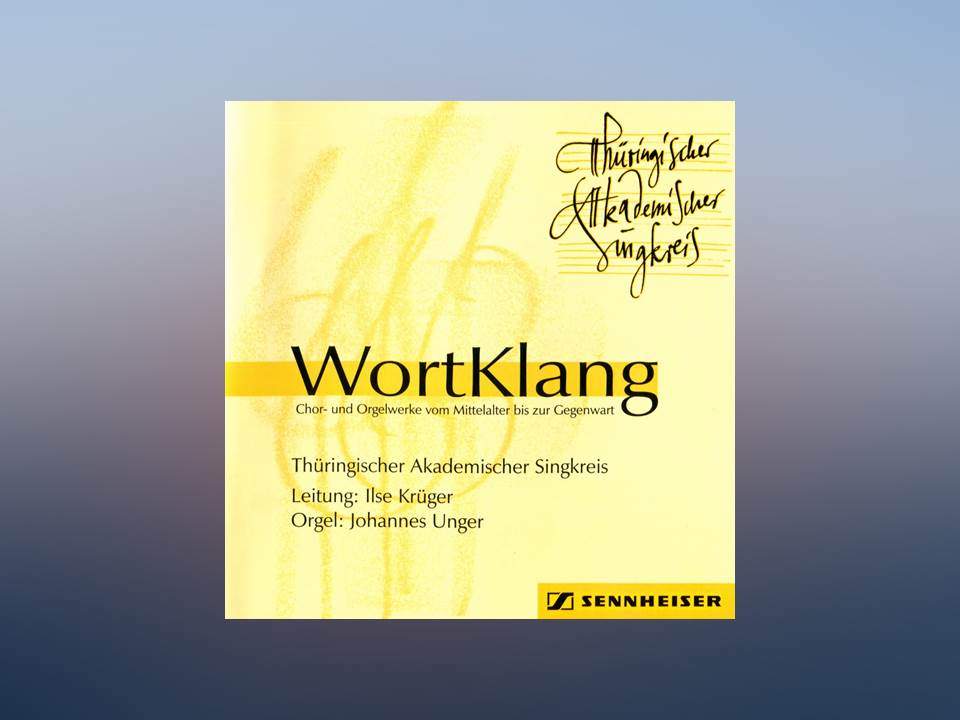 Thüringischer
Akademischer
Singkreis
WortKlang
Chor- und Orgelwerke vom Mittelalter bis zur Gegenwart
Thüringischer Akademischer Singkreis
Leitung: Ilse Krüger
Orgel: Johannes Unger
SENNHEISER